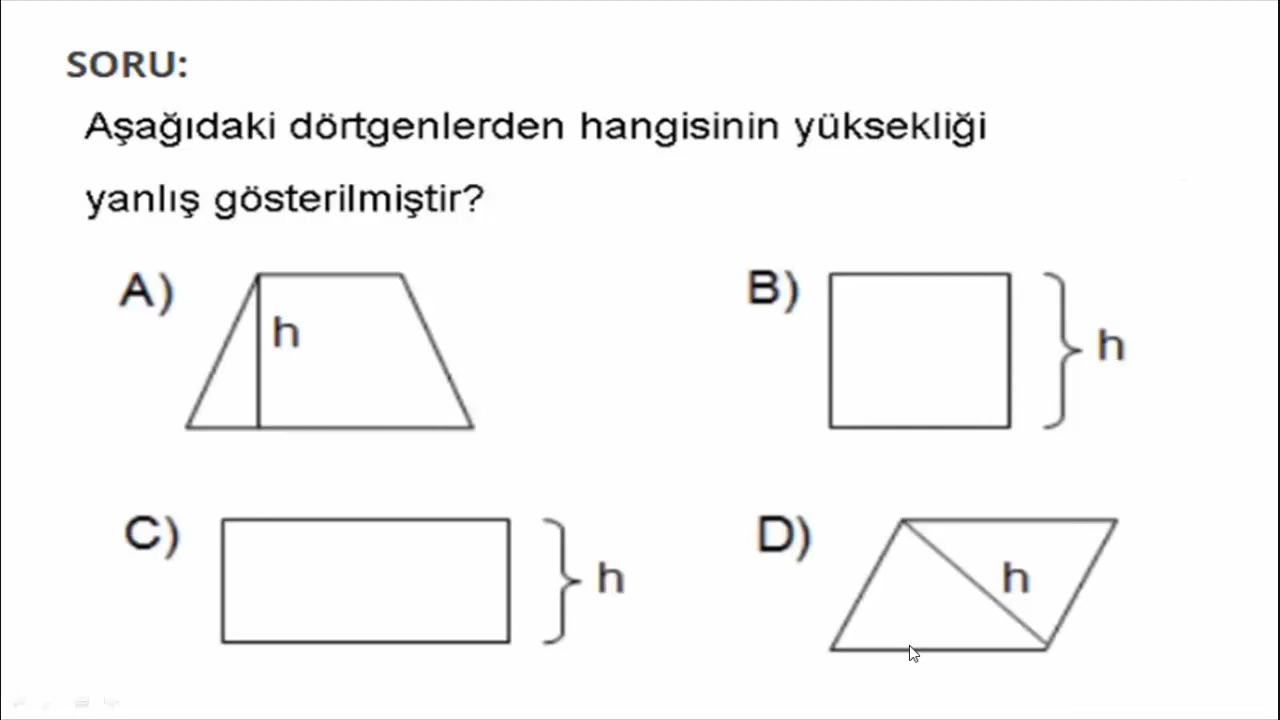 SORU:
Aşağıdaki dörtgenlerden hangisinin yüksekliği
yanlış gösterilmiştir?
A) h
B) h
C) h
D) h